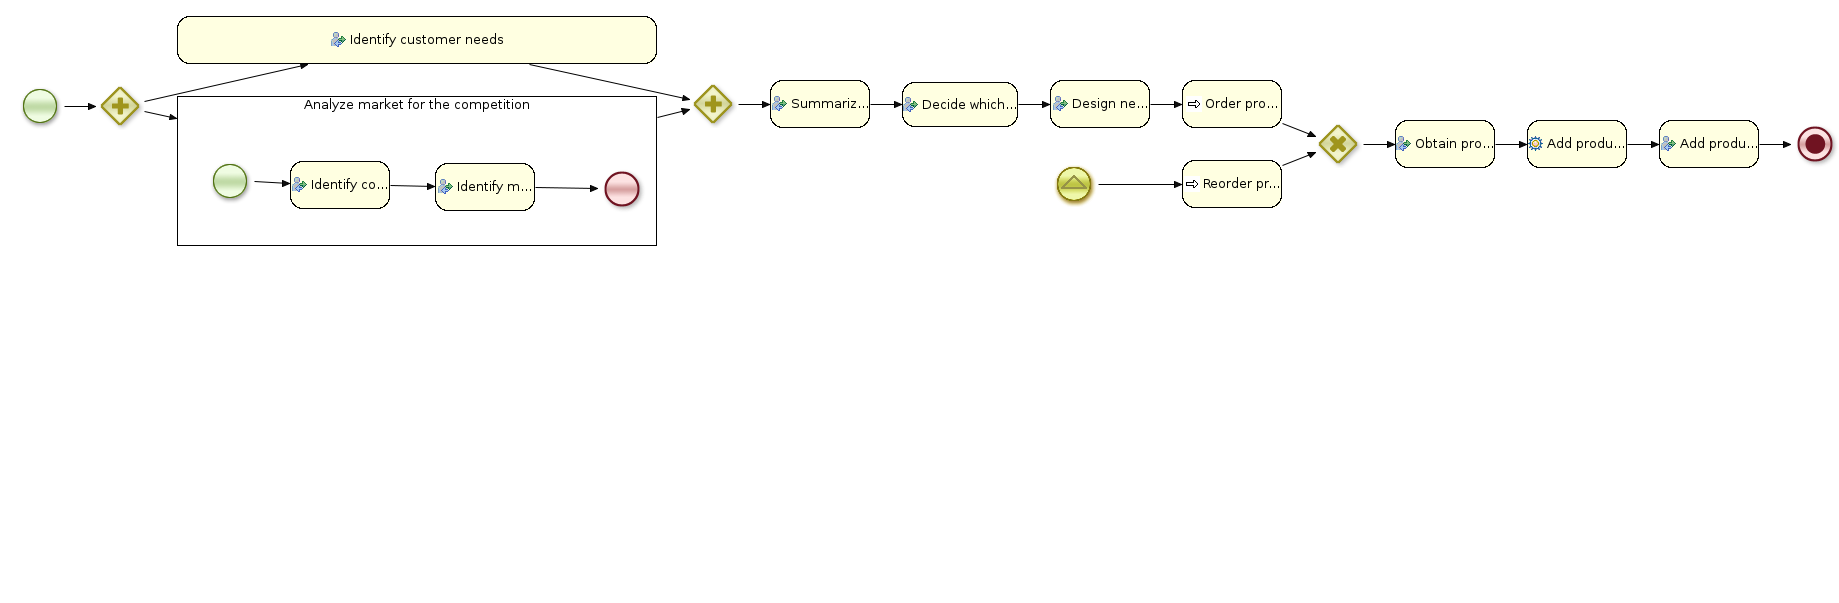 Identify customer needs
Analyze market for the competition
Identify co...
Identify m...
Summariz...
Decide which...
Design ne...
Order pro...
Reorder pr...
Obtain pro...
Add produ...
Add produ...